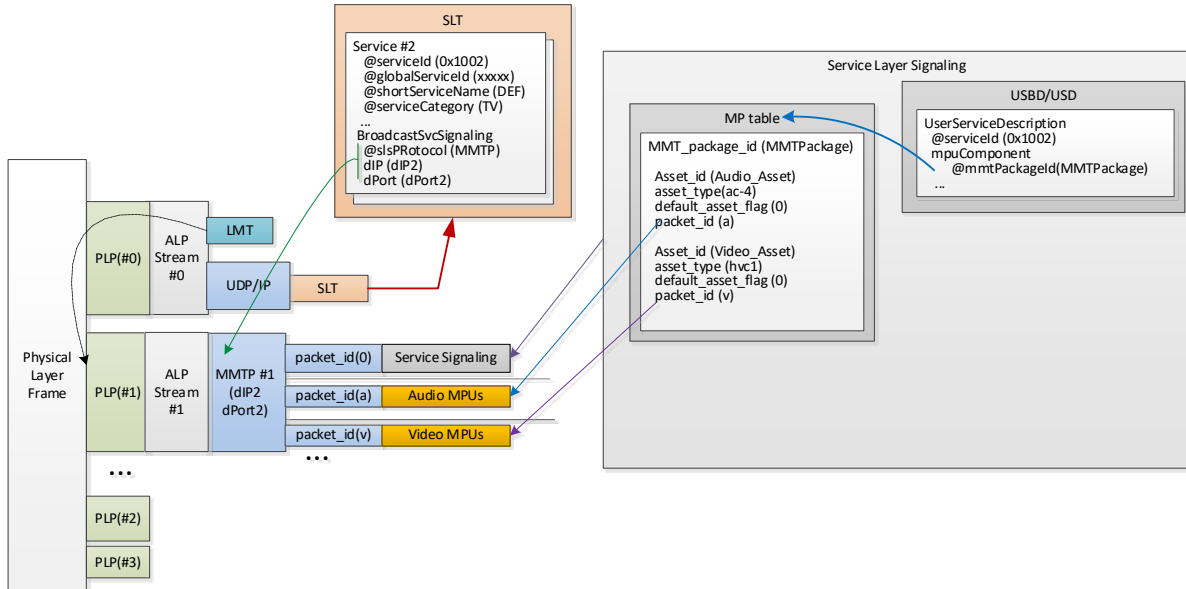 SLT
Service #2
@serviceId (0x1002)
@globalServiceId (xxxxx)
@shortServiceName (DEF)
@serviceCategory (TV)
...
BroadcastSvcSignaling
@slsProtocol (MMTP)
dIP (dIP2)
dPort (dPort2)
Service Layer Signaling
MP table
MMT_package_id (MMTPackage)
Asset_id (Audio_Asset)
asset_type(ac-4)
default_asset_flag (0)
packet_id (a)
Asset_id (Video_Asset)
asset_type (hvc1)
default_asset_flag (0)
packet_id (v)
USBD/USD
UserServiceDescription
@serviceId (0x1002)
mpuComponent
@mmtPackageId(MMTPackage)
...
Physical
Layer
Frame
PLP(#0)
ALP
Stream
#0
LMT
UDP/IP
SLT
PLP(#1)
ALP
Stream
#1
MMTP #1
(dIP2
dPort2)
packet_id(0)
Service Signaling
packet_id(a)
Audio MPUs
packet_id(v)
Video MPUs
...
...
PLP(#2)
PLP(#3)